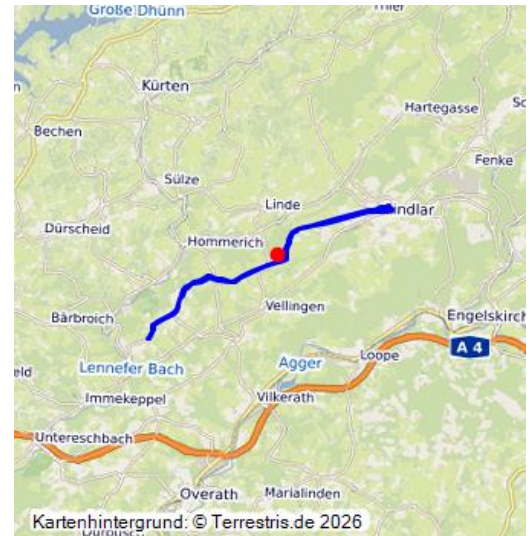 Große Dhünn
Thier
Kürten
Hartegasse
Bechen
Fenke
Sülze
Linde
indlar
Dürscheid
Hommerich
Vellingen
Engelskirch
Bärbroich
A 4
Loope
Agger
Lennefer Bach
Immekeppel
Vilkerath
Untereschbach
Overath
Marialinden
Kartenhintergrund: © Terrestris.de 2026